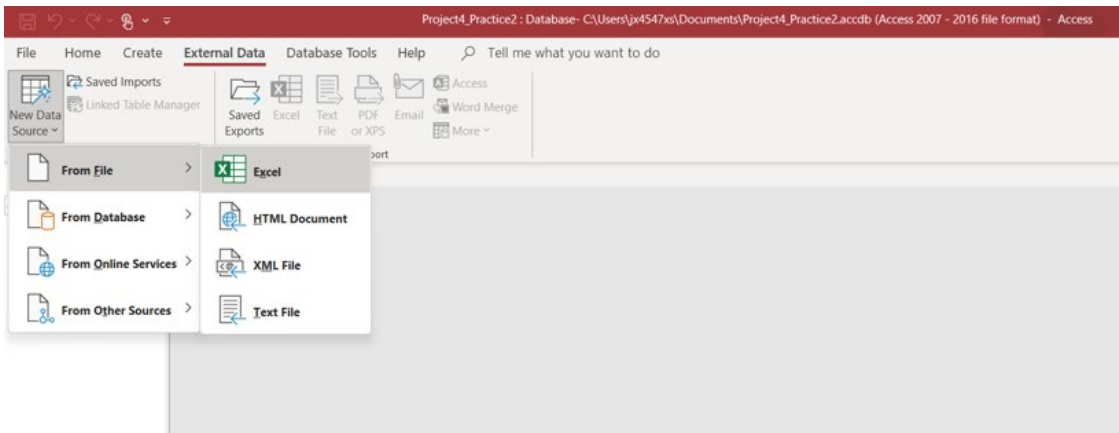 Project4_Practice2 : Database- C:\Users\jx4547xs\Documents\Project4_Practice2.accdb (Access 2007 - 2016 file format) - Access
File Home Create External Data Database Tools Help Tell me what you want to do
New Data Source
Saved Imports
Linked Table Manager
Saved Exports
Excel
Text File
PDF or XPS
Email
Access
Word Merge
More
port
From File
From Database
From Online Services
From Other Sources
Excel
HTML Document
XML File
Text File